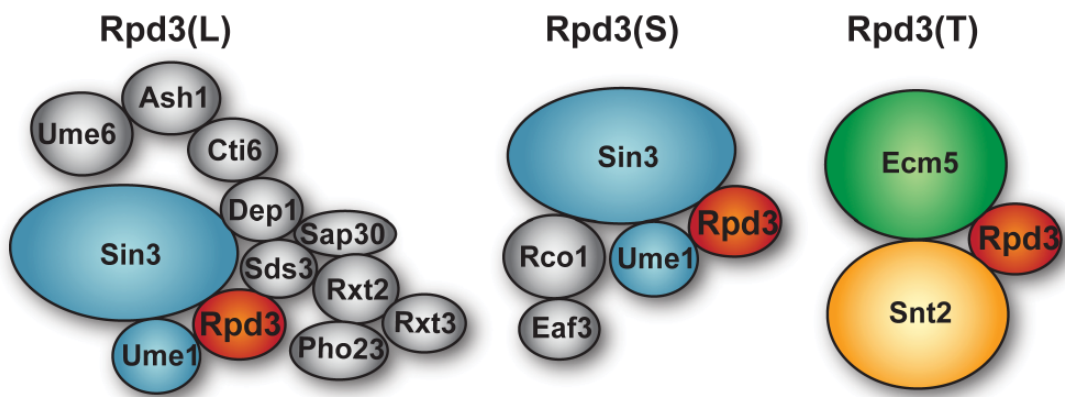 Rpd3(L)
Ash1
Ume6
Cti6
Dep1
Sap30
Sin3
Sds3
Rxt2
Rpd3
Rxt3
Ume1
Pho23
Rpd3(S)
Sin3
Rpd3
Rco1
Ume1
Eaf3
Rpd3(T)
Ecm5
Rpd3
Snt2